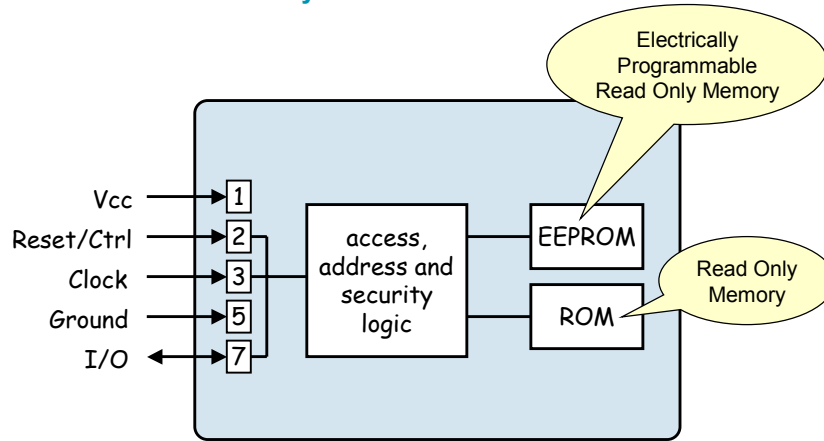 Electrically
Programmable
Read Only Memory
Vcc
1
Reset/Ctrl
2
Clock
3
Ground
5
I/O
7
access,
address and
security
logic
EEPROM
ROM
Read Only
Memory